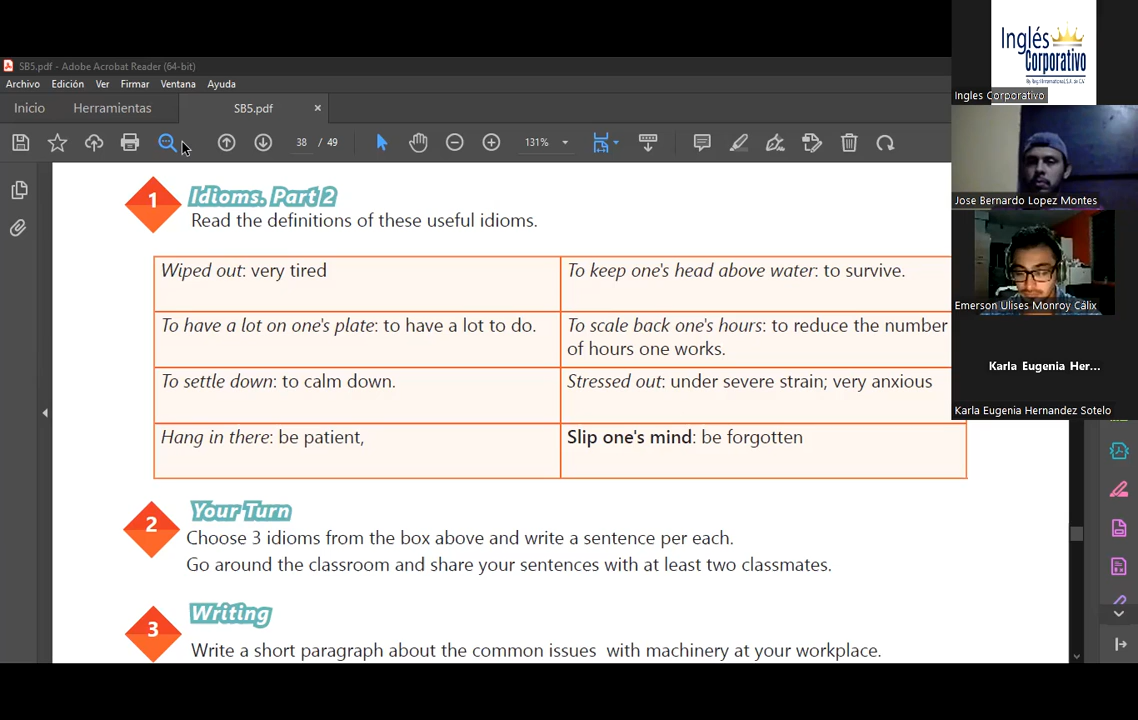 SB5.pdf - Adobe Acrobat Reader (64-bit)
Archivo Edición Ver Firmar Ventana Ayuda
Inicio Herramientas SB5.pdf ×
38 / 49 131%
1
Idioms. Part 2
Read the definitions of these useful idioms.
Wiped out: very tired
To keep one's head above water: to survive.
To have a lot on one's plate: to have a lot to do.
To scale back one's hours: to reduce the number
of hours one works.
To settle down: to calm down.
Stressed out: under severe strain; very anxious
Hang in there: be patient,
Slip one's mind: be forgotten
2
Your Turn
Choose 3 idioms from the box above and write a sentence per each.
Go around the classroom and share your sentences with at least two classmates.
3
Writing
Write a short paragraph about the common issues with machinery at your workplace.
Inglés
Corporativo
Ingles Corporativo
Jose Bernardo Lopez Montes
Emerson Ulises Monroy Cálix
Karla Eugenia Her...
Karla Eugenia Hernandez Sotelo